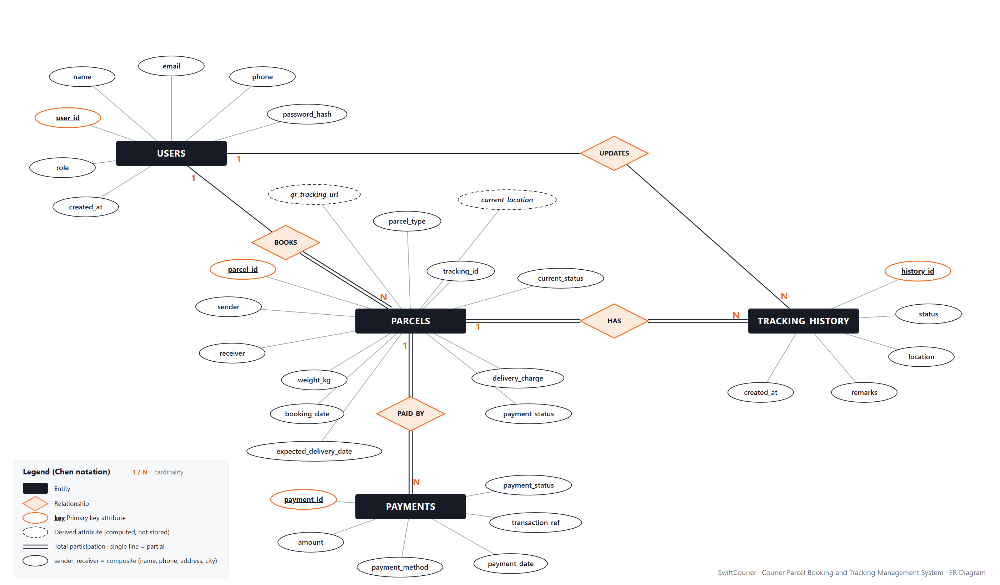 email
name
phone
user_id
password_hash
USERS
1
UPDATES
role
1
created_at
qr_tracking_url
current_location
parcel_type
BOOKS
parcel_id
tracking_id
current_status
history_id
sender
N
N
PARCELS
1
HAS
N
TRACKING_HISTORY
status
receiver
1
location
weight_kg
delivery_charge
created_at
remarks
booking_date
PAID_BY
payment_status
expected_delivery_date
N
payment_id
payment_status
PAYMENTS
transaction_ref
amount
payment_method
payment_date
Legend (Chen notation) 1 / N cardinality
Entity
Relationship
key Primary key attribute
Derived attribute (computed, not stored)
Total participation · single line = partial
sender, receiver = composite (name, phone, address, city)
SwiftCourier · Courier Parcel Booking and Tracking Management System · ER Diagram